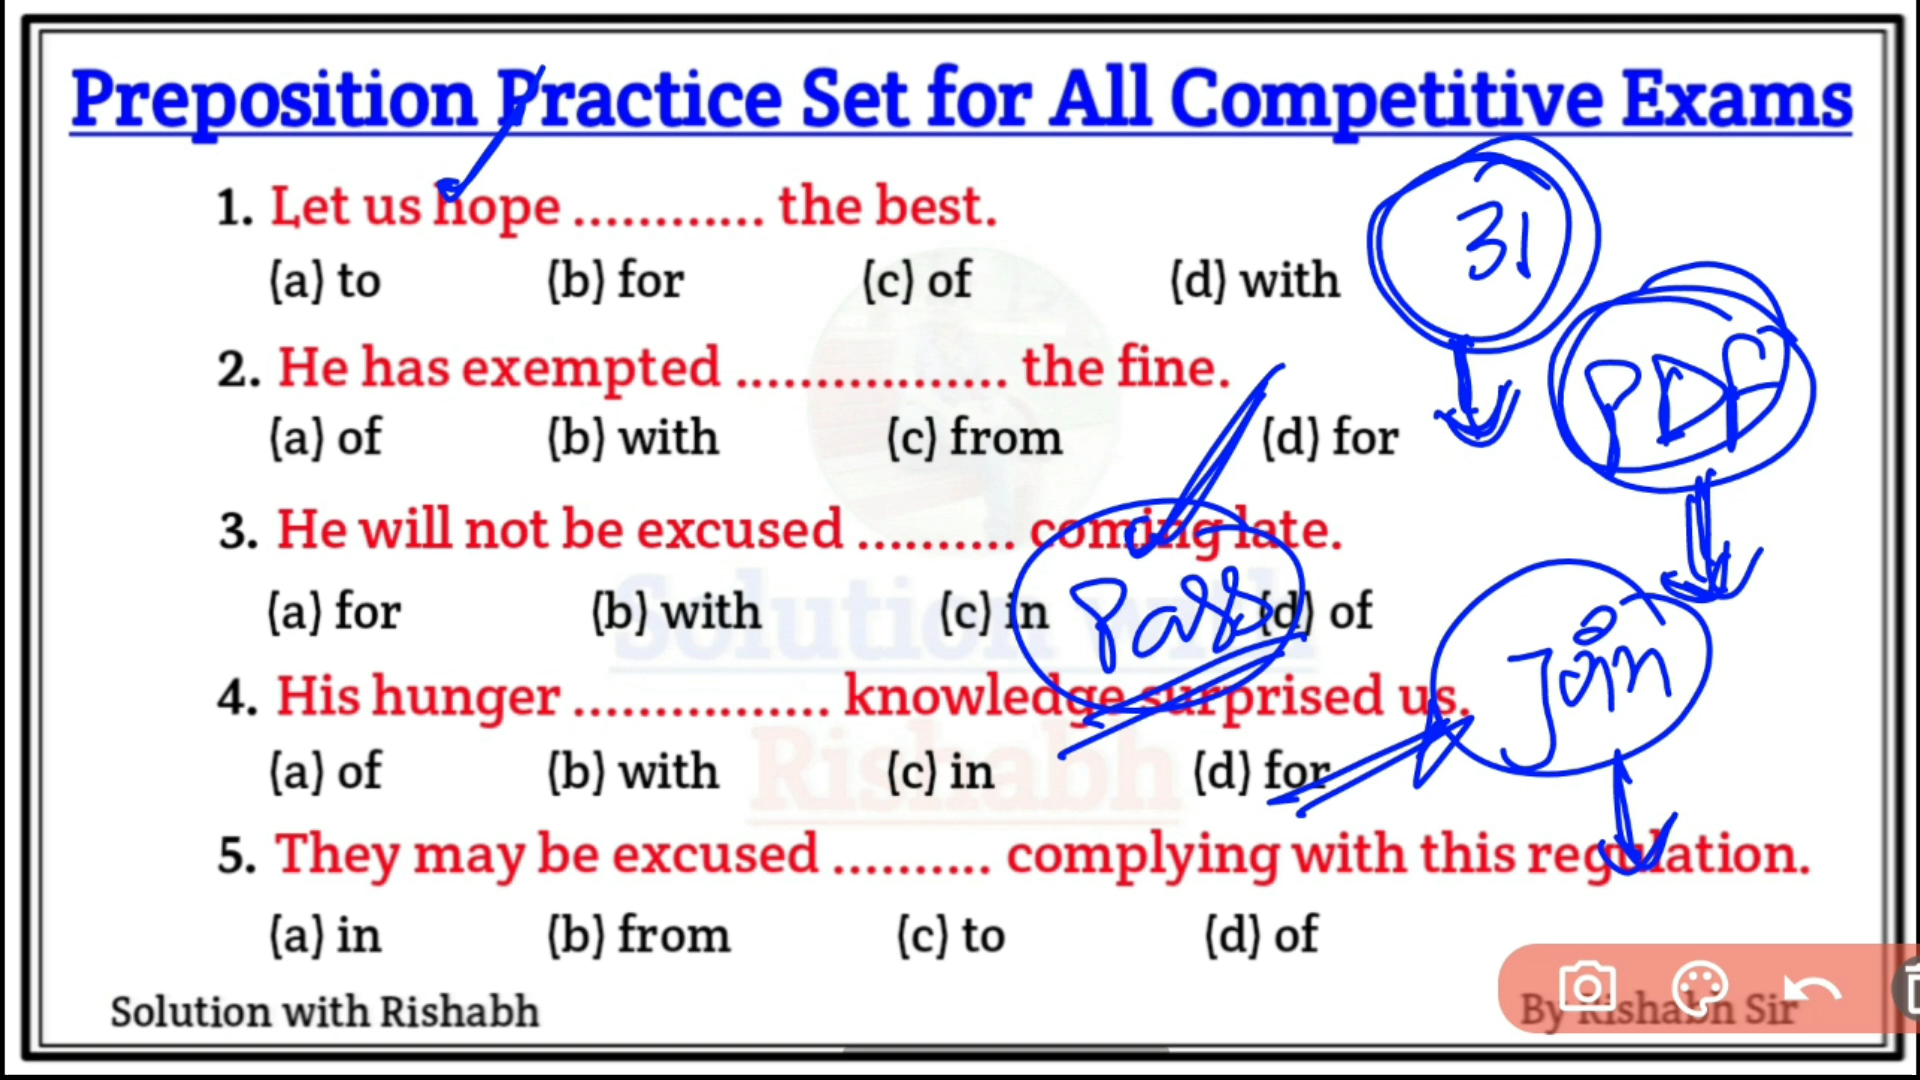 Preposition Practice Set for All Competitive Exams
1. Let us hope ............ the best.
(a) to (b) for (c) of (d) with
31
2. He has exempted ................. the fine.
(a) of (b) with (c) from (d) for
PDF
3. He will not be excused .......... coming late.
(a) for (b) with (c) in (d) of
Pass
Join
4. His hunger ................ knowledge surprised us.
(a) of (b) with (c) in (d) for
5. They may be excused .......... complying with this regulation.
(a) in (b) from (c) to (d) of
Solution with
Rishabh
Solution with Rishabh By Rishabh Sir